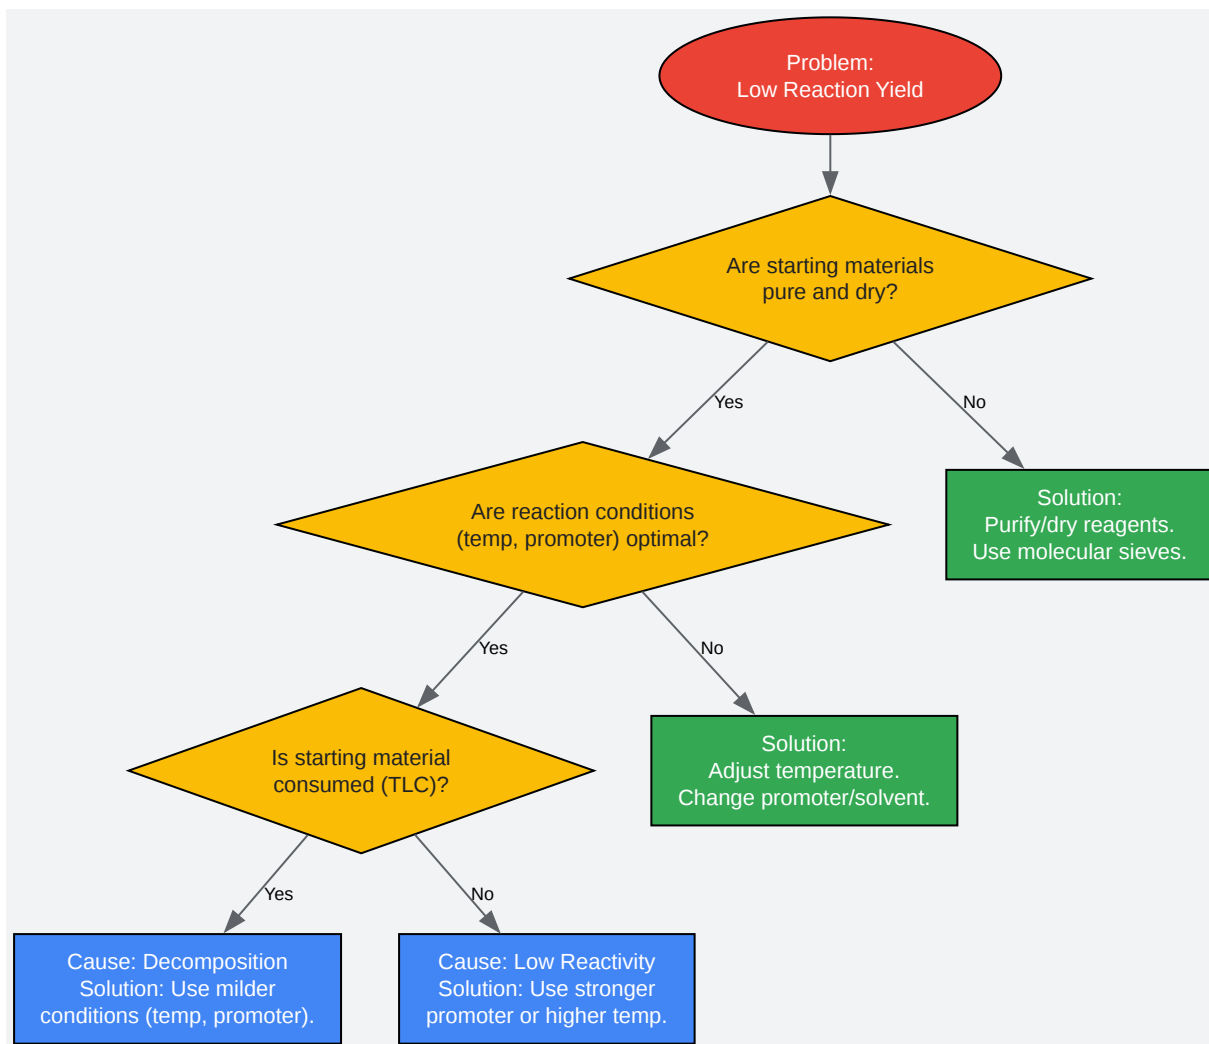 Problem:
Low Reaction Yield
Are starting materials
pure and dry?
Yes
No
Are reaction conditions
(temp, promoter) optimal?
Solution:
Purify/dry reagents.
Use molecular sieves.
Yes
No
Is starting material
consumed (TLC)?
Solution:
Adjust temperature.
Change promoter/solvent.
Yes
No
Cause: Decomposition
Solution: Use milder
conditions (temp, promoter).
Cause: Low Reactivity
Solution: Use stronger
promoter or higher temp.